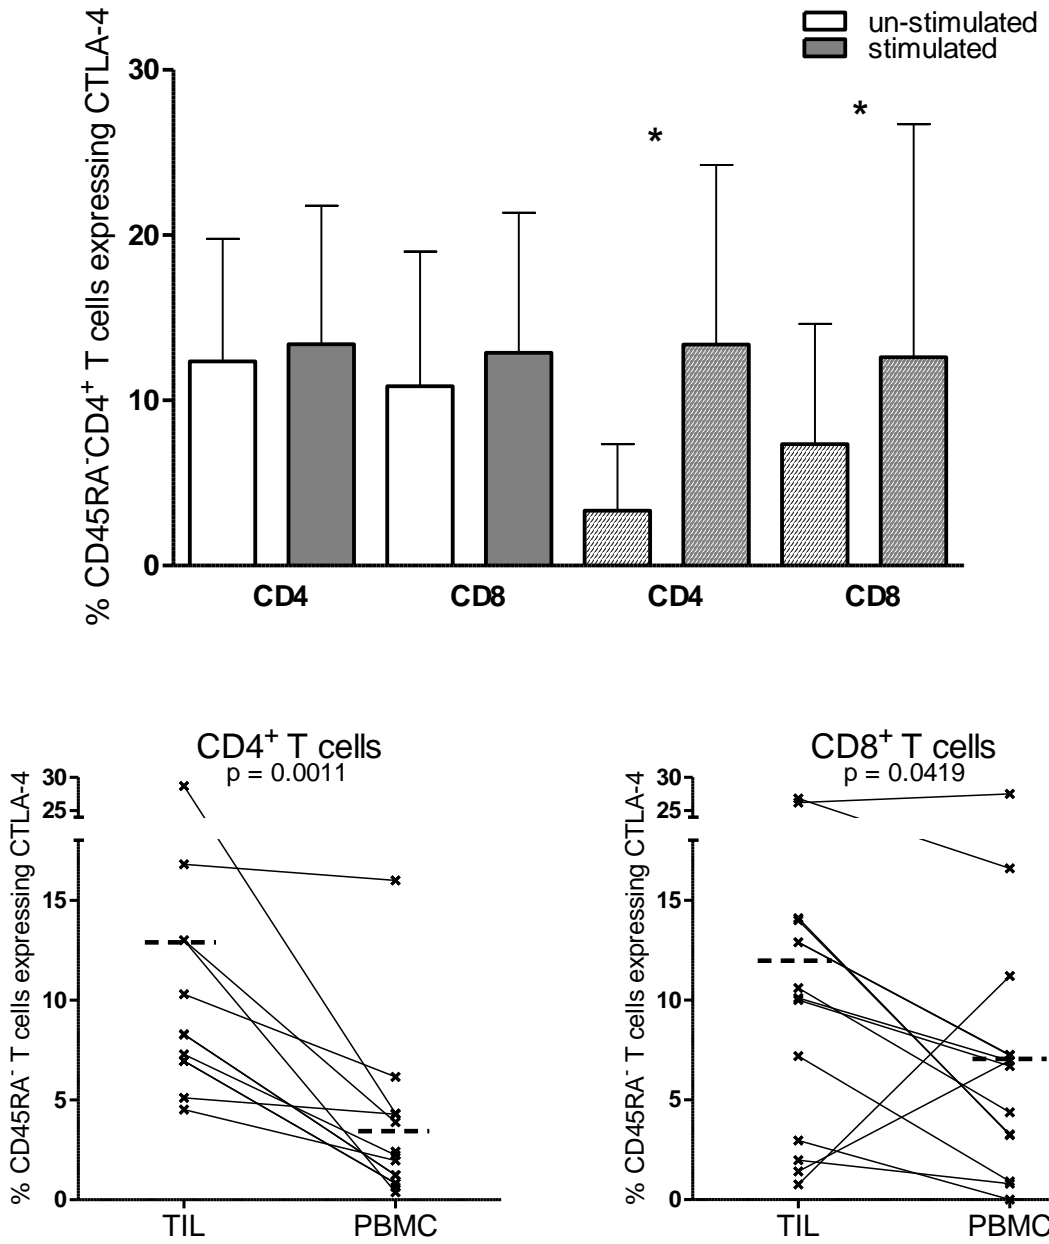 un-stimulated
stimulated
% CD45RA⁻CD4⁺ T cells expressing CTLA-4
30
20
10
0
*
*
CD4 CD8 CD4 CD8
CD4⁺ T cells
p = 0.0011
% CD45RA⁻ T cells expressing CTLA-4
30
25
15
10
5
0
TIL PBMC
CD8⁺ T cells
p = 0.0419
% CD45RA⁻ T cells expressing CTLA-4
30
25
15
10
5
0
TIL PBMC